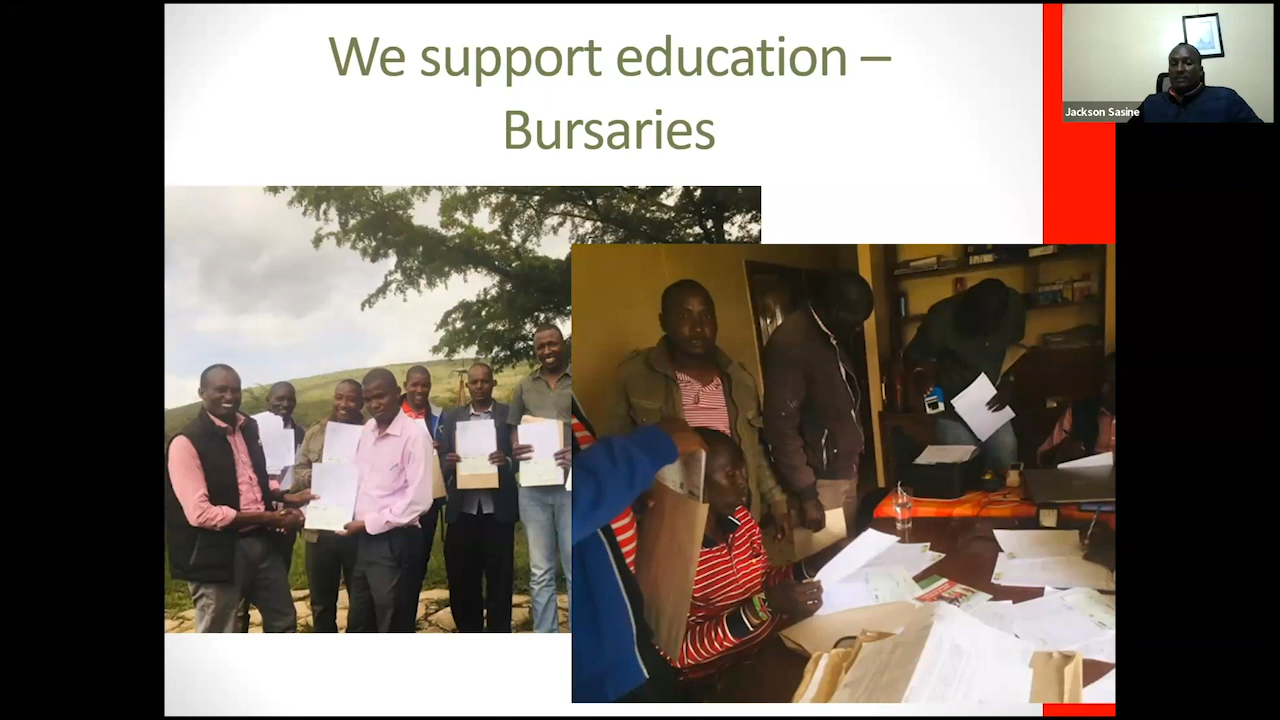 We support education –
Bursaries
Jackson Sasine